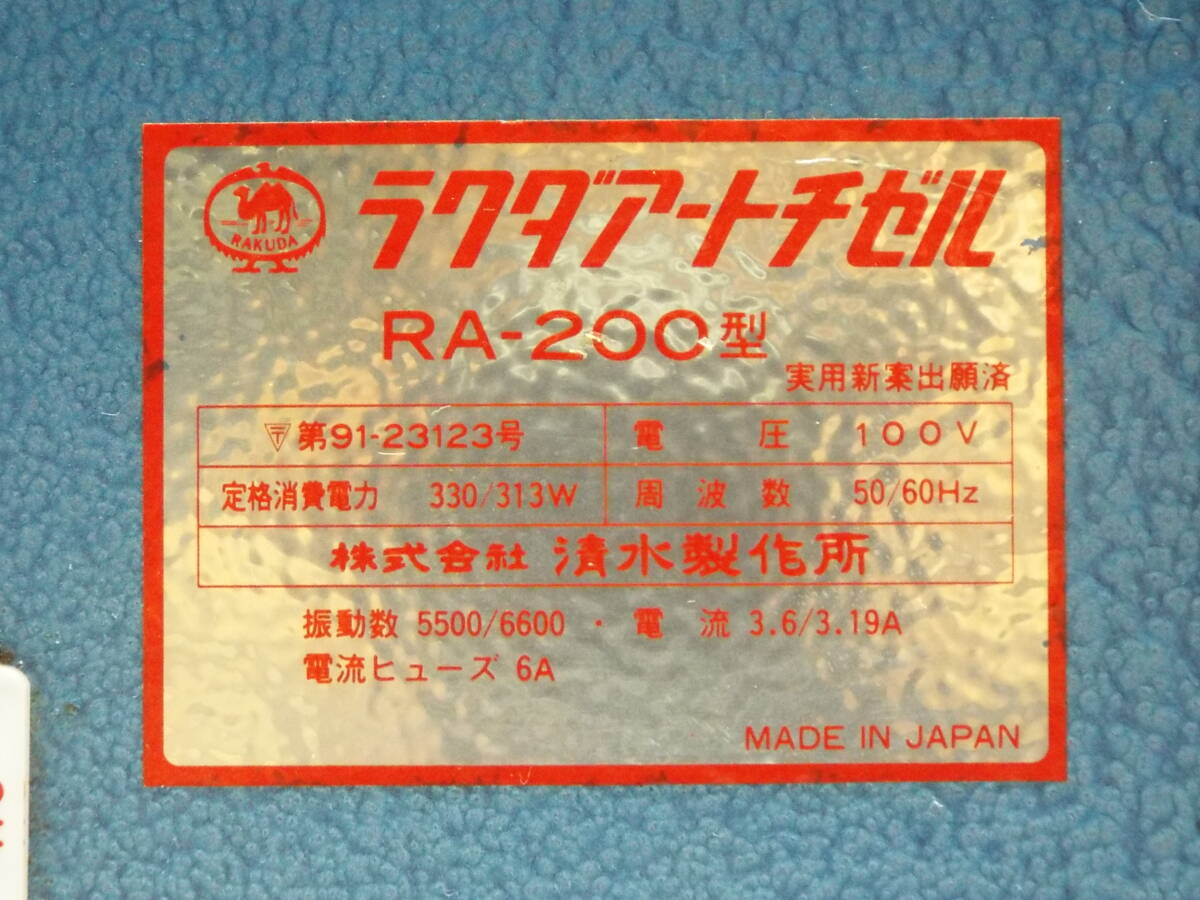 RAKUDA
ラクダアートチゼル
RA-200型
実用新案出願済
〒第91-23123号 電圧 100V
定格消費電力 330/313W 周波数 50/60Hz
株式会社 清水製作所
振動数 5500/6600 ・ 電流 3.6/3.19A
電流ヒューズ 6A
MADE IN JAPAN